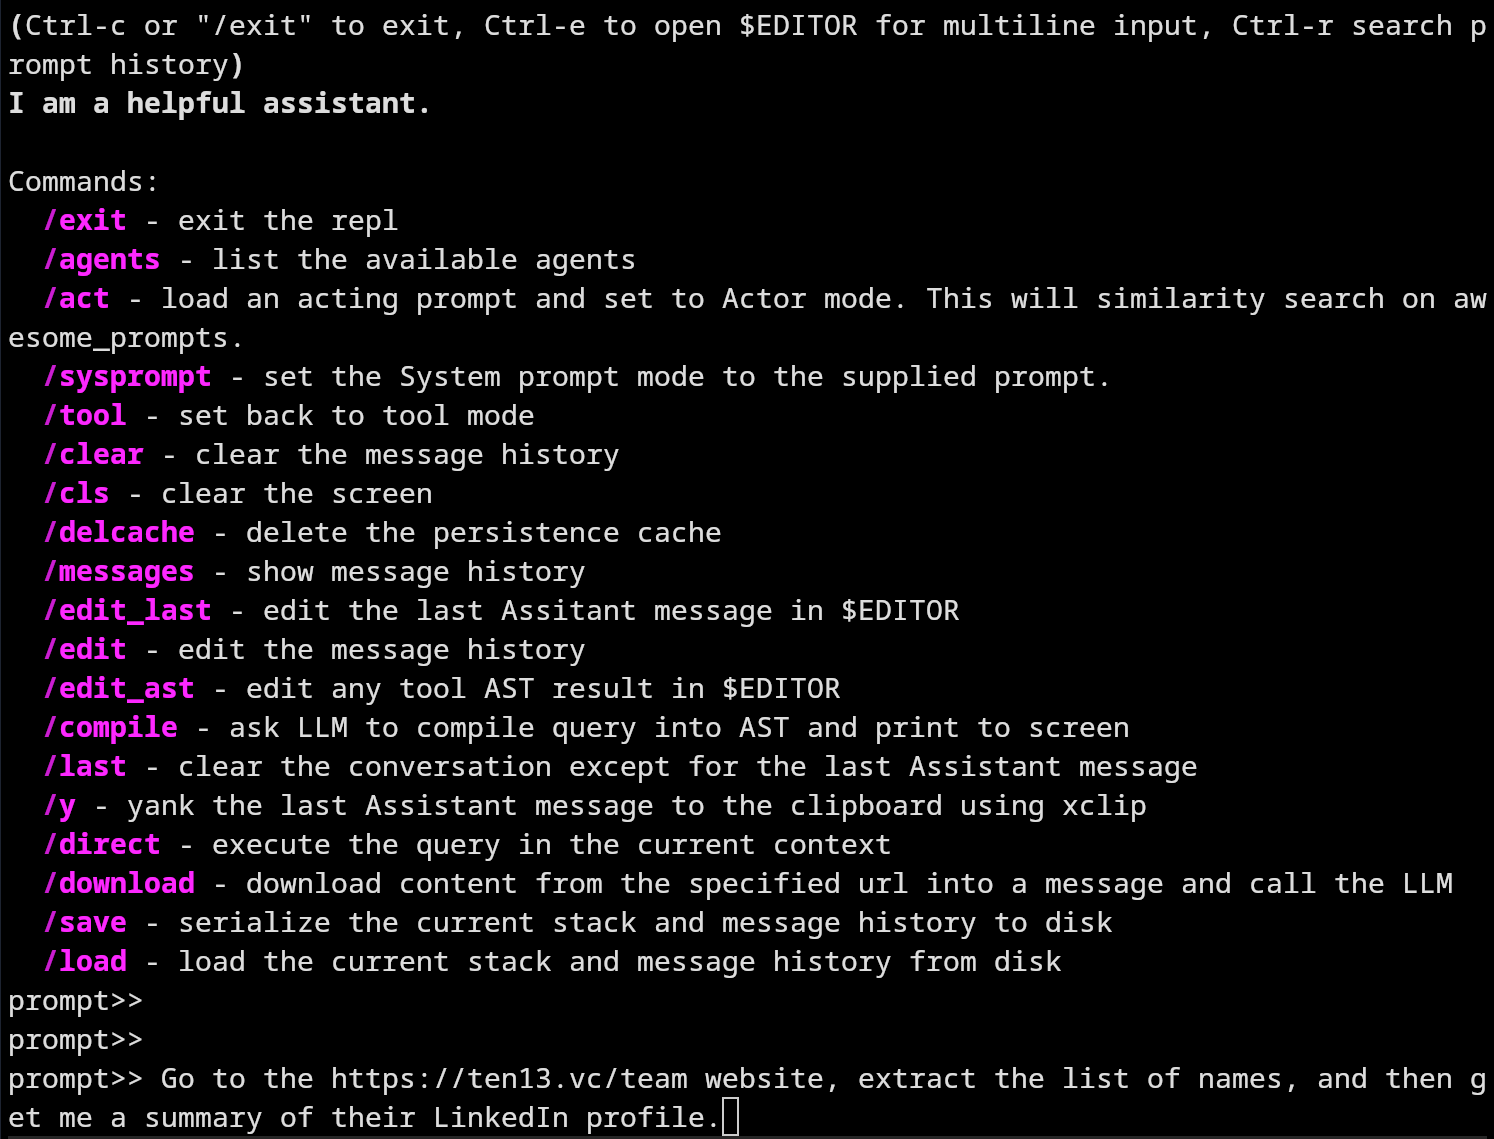 (Ctrl-c or "/exit" to exit, Ctrl-e to open $EDITOR for multiline input, Ctrl-r search p
rompt history)
I am a helpful assistant.

Commands:
  /exit - exit the repl
  /agents - list the available agents
  /act - load an acting prompt and set to Actor mode. This will similarity search on aw
esome_prompts.
  /sysprompt - set the System prompt mode to the supplied prompt.
  /tool - set back to tool mode
  /clear - clear the message history
  /cls - clear the screen
  /delcache - delete the persistence cache
  /messages - show message history
  /edit_last - edit the last Assitant message in $EDITOR
  /edit - edit the message history
  /edit_ast - edit any tool AST result in $EDITOR
  /compile - ask LLM to compile query into AST and print to screen
  /last - clear the conversation except for the last Assistant message
  /y - yank the last Assistant message to the clipboard using xclip
  /direct - execute the query in the current context
  /download - download content from the specified url into a message and call the LLM
  /save - serialize the current stack and message history to disk
  /load - load the current stack and message history from disk
prompt>>
prompt>>
prompt>> Go to the https://ten13.vc/team website, extract the list of names, and then g
et me a summary of their LinkedIn profile.